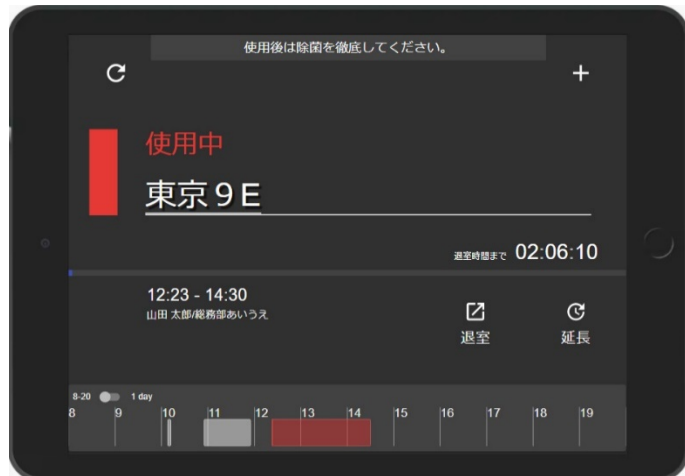 使用後は除菌を徹底してください。
使用中
東京9E
退室時間まで 02:06:10
12:23 - 14:30
山田 太郎/総務部あいうえ
退室
延長
8-20 1 day
8 9 10 11 12 13 14 15 16 17 18 19